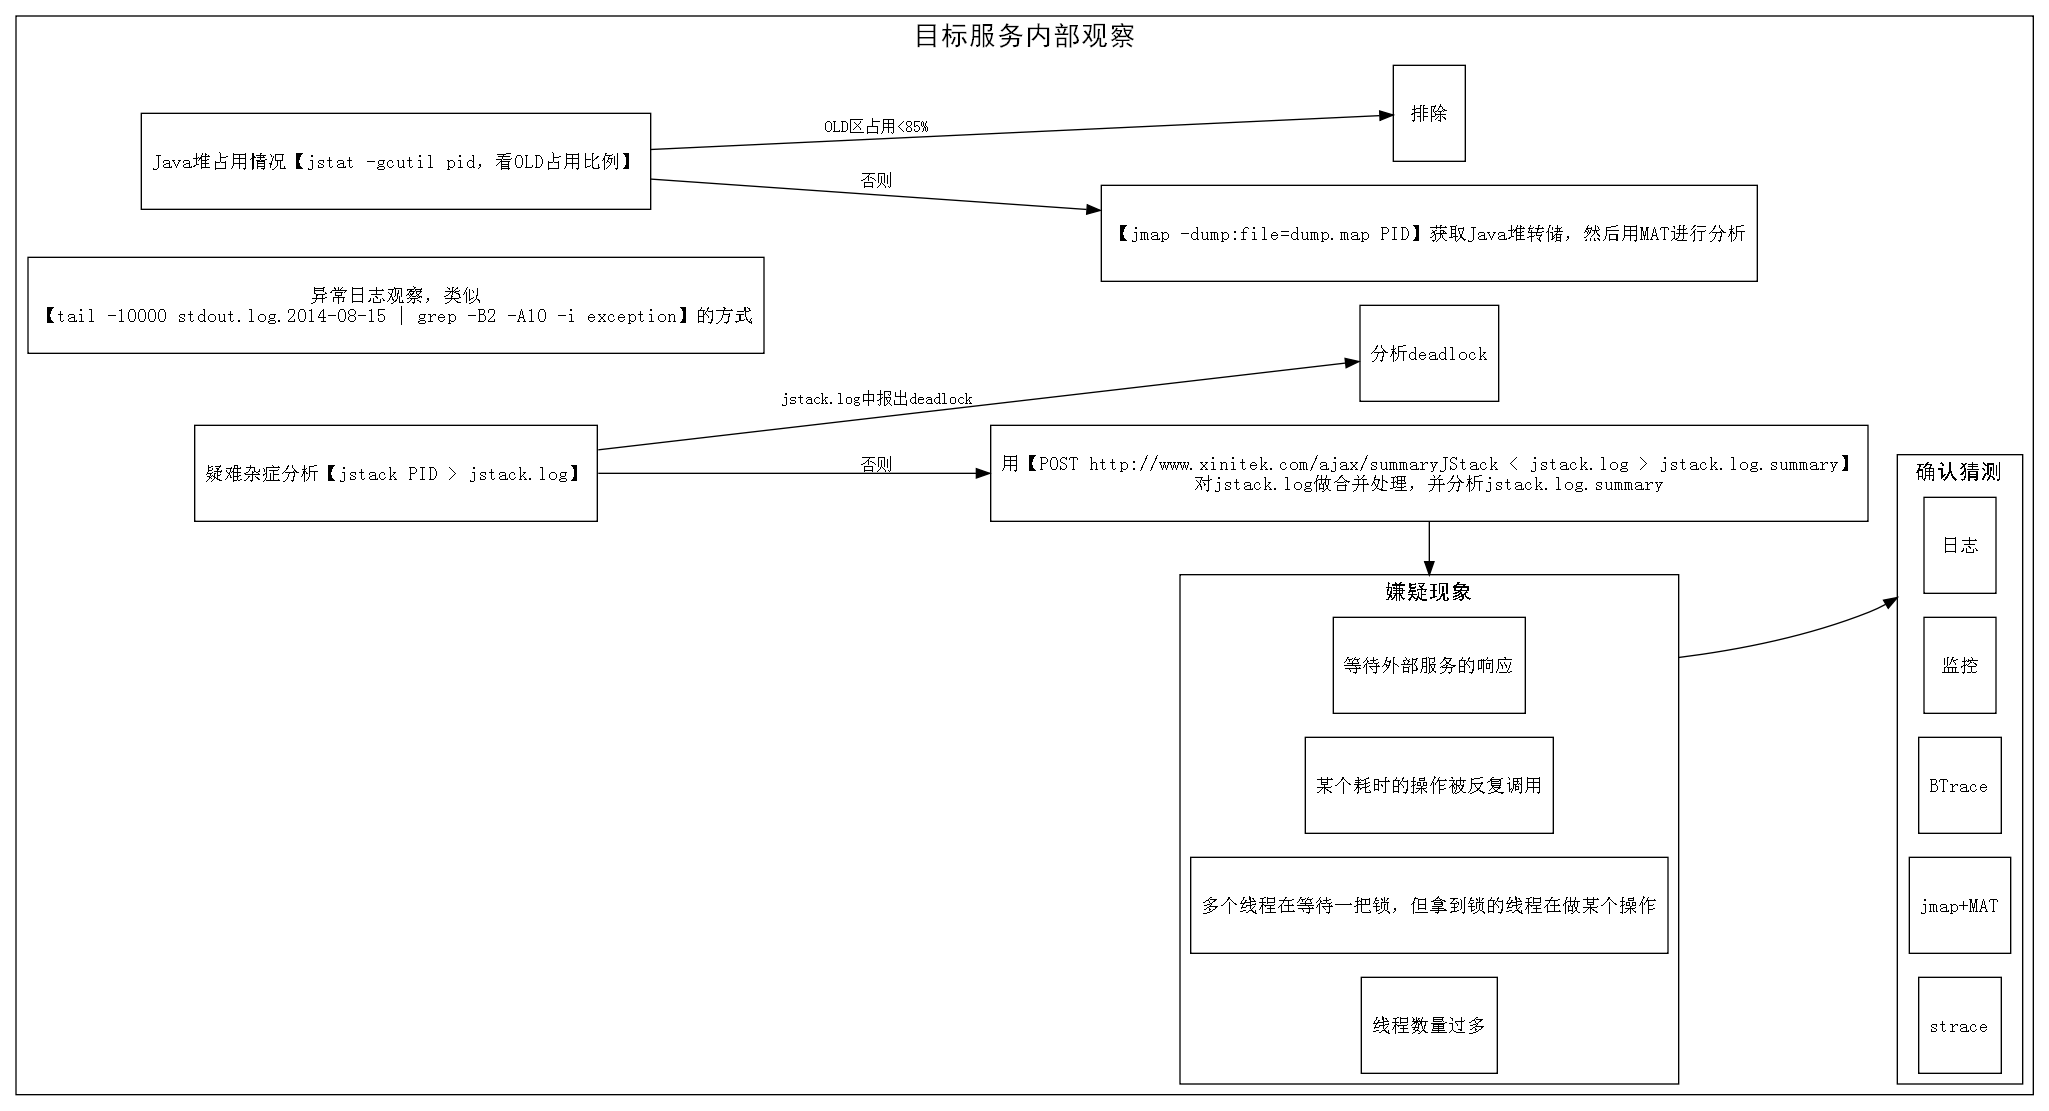 目标服务内部观察
排除
OLD区占用<85%
Java堆占用情况【jstat -gcutil pid，看OLD占用比例】
否则
【jmap -dump:file=dump.map PID】获取Java堆转储，然后用MAT进行分析
异常日志观察，类似
【tail -10000 stdout.log.2014-08-15 | grep -B2 -A10 -i exception】的方式
分析deadlock
jstack.log中报出deadlock
疑难杂症分析【jstack PID > jstack.log】
否则
用【POST http://www.xinitek.com/ajax/summaryJStack < jstack.log > jstack.log.summary】
对jstack.log做合并处理，并分析jstack.log.summary
嫌疑现象
等待外部服务的响应
某个耗时的操作被反复调用
多个线程在等待一把锁，但拿到锁的线程在做某个操作
线程数量过多
确认猜测
日志
监控
BTrace
jmap+MAT
strace